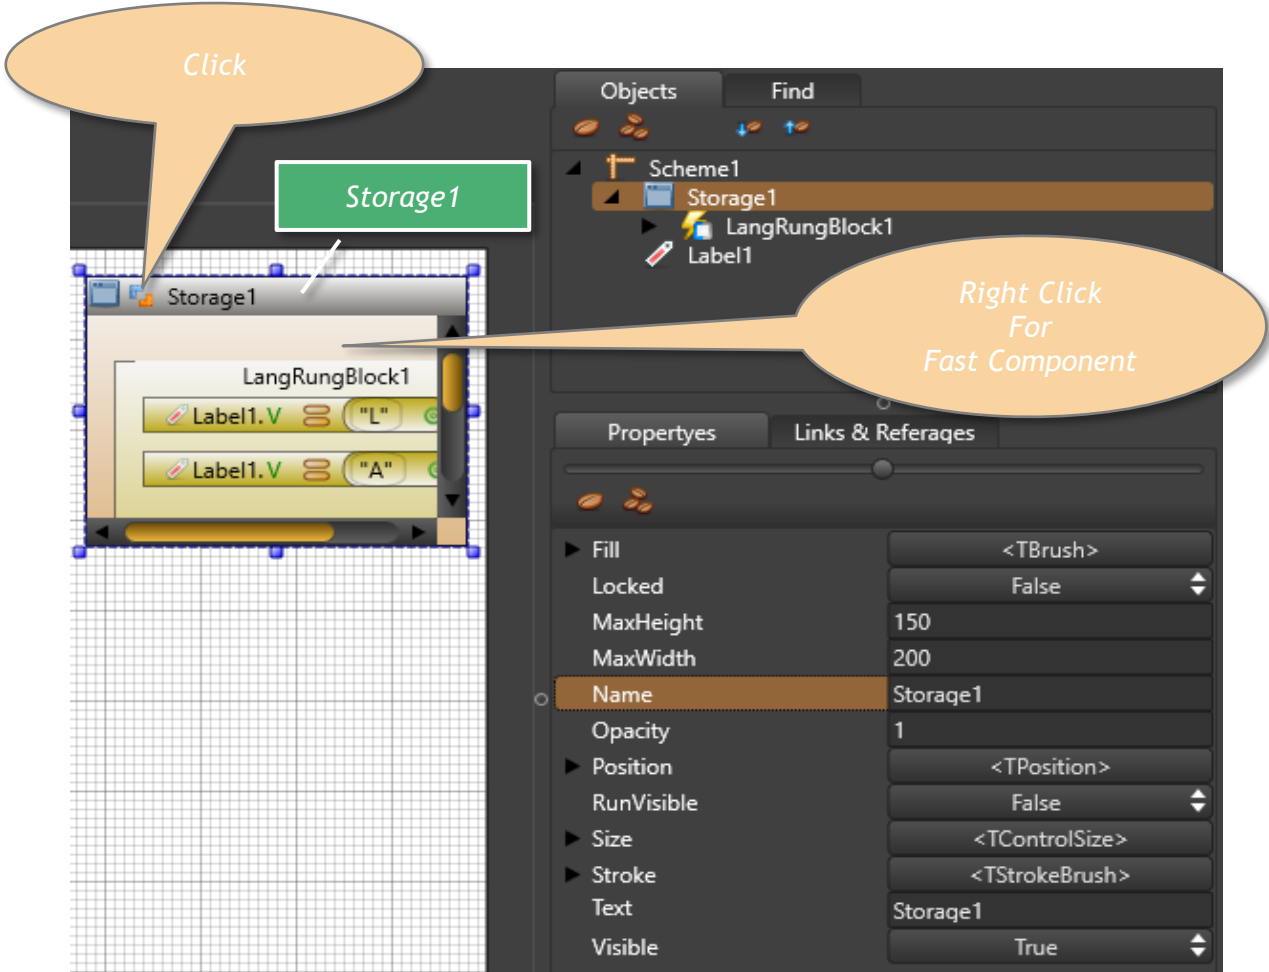 Click
Objects
Find
Scheme1
Storage1
Storage1
LangRungBlock1
Label1
Storage1
Right Click
For
Fast Component
LangRungBlock1
Label1.V "L"
Label1.V "A"
Propertyes
Links & Referages
Fill <TBrush>
Locked False
MaxHeight 150
MaxWidth 200
Name Storage1
Opacity 1
Position <TPosition>
RunVisible False
Size <TControlSize>
Stroke <TStrokeBrush>
Text Storage1
Visible True